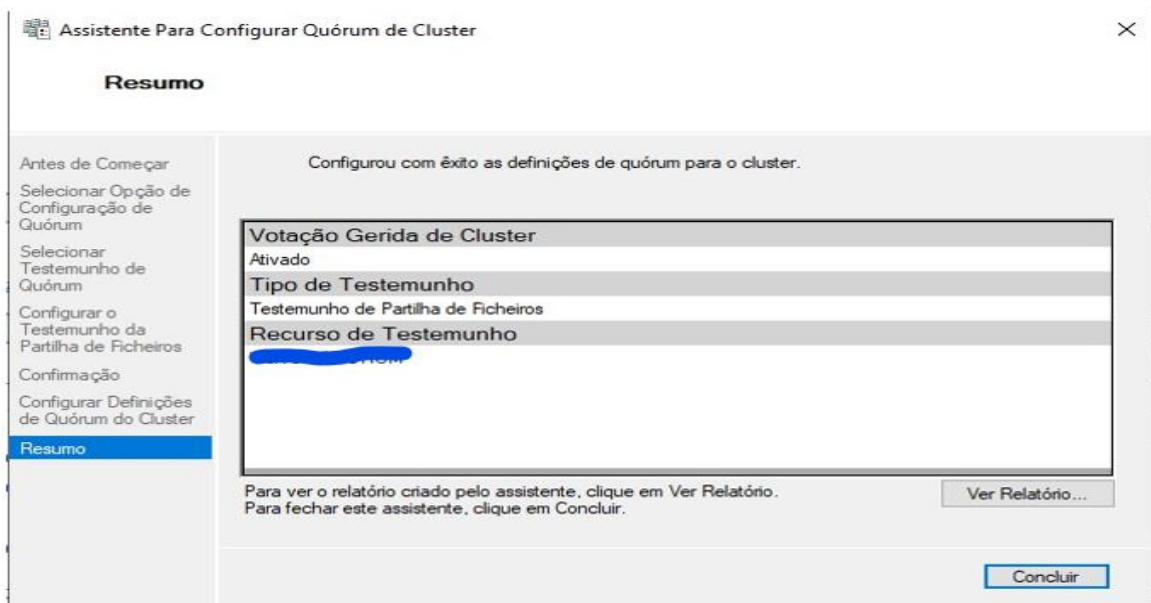 Assistente Para Configurar Quórum de Cluster
Resumo
Antes de Começar
Selecionar Opção de
Configuração de
Quórum
Selecionar
Testemunho de
Quórum
Configurar o
Testemunho da
Partilha de Ficheiros
Confirmação
Configurar Definições
de Quórum do Cluster
Resumo
Configurou com êxito as definições de quórum para o cluster.
Votação Gerida de Cluster
Ativado
Tipo de Testemunho
Testemunho de Partilha de Ficheiros
Recurso de Testemunho
Para ver o relatório criado pelo assistente, clique em Ver Relatório.
Para fechar este assistente, clique em Concluir.
Ver Relatório...
Concluir